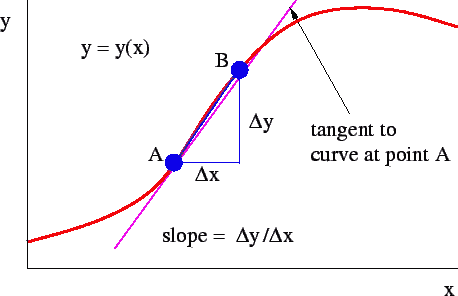 y
y = y(x)
B
Δy
tangent to
curve at point A
A
Δx
slope = Δy/Δx
x